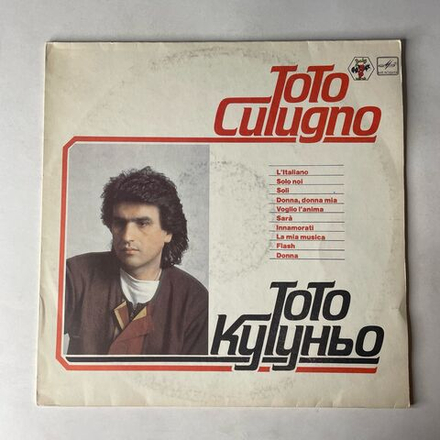 ToTo
Cutugno
L'Italiano
Solo noi
Soli
Donna, donna mia
Voglio l'anima
Sarà
Innamorati
La mia musica
Flash
Donna
ТоТо
Кутуньо